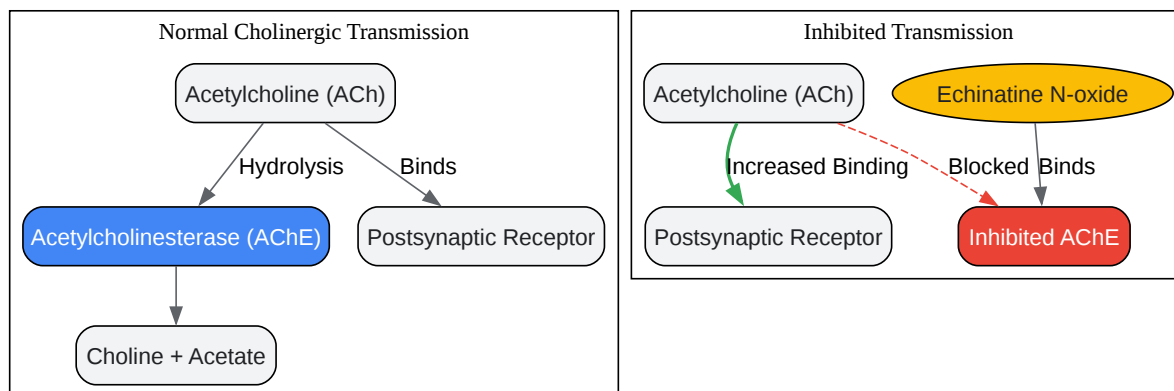 Normal Cholinergic Transmission
Acetylcholine (ACh)
Hydrolysis
Binds
Acetylcholinesterase (AChE)
Postsynaptic Receptor
Choline + Acetate
Inhibited Transmission
Acetylcholine (ACh)
Echinatine N-oxide
Increased Binding
Blocked
Binds
Postsynaptic Receptor
Inhibited AChE